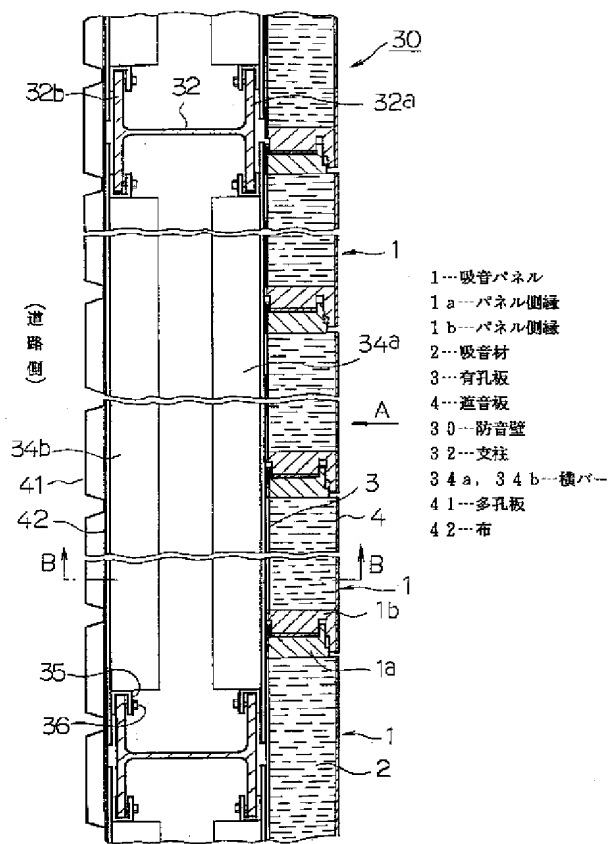 30
32b
32
32a
1
(道路側)
34a
A
34b
41
42
3
4
B
B
1
1b
1a
35
36
1
2
1…吸音パネル
1a…パネル側縁
1b…パネル側縁
2…吸音材
3…有孔板
4…遮音板
30…防音壁
32…支柱
34a, 34b…横バー
41…多孔板
42…布